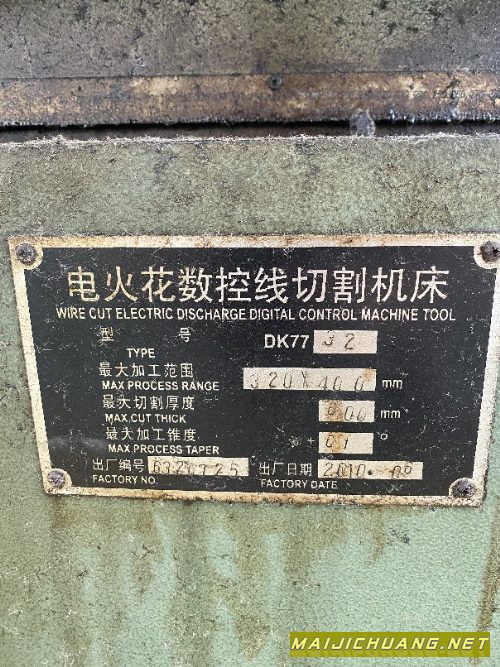 电火花数控线切割机床
WIRE CUT ELECTRIC DISCHARGE DIGITAL CONTROL MACHINE TOOL
型 号 DK77 32
TYPE
最大加工范围 320X400 mm
MAX PROCESS RANGE
最大切割厚度 mm
MAX.CUT THICK
最大加工锥度 °
MAX PROCESS TAPER
出厂编号 出厂日期 2010. 06
FACTORY NO. FACTORY DATE
MAIJICHUANG.NET